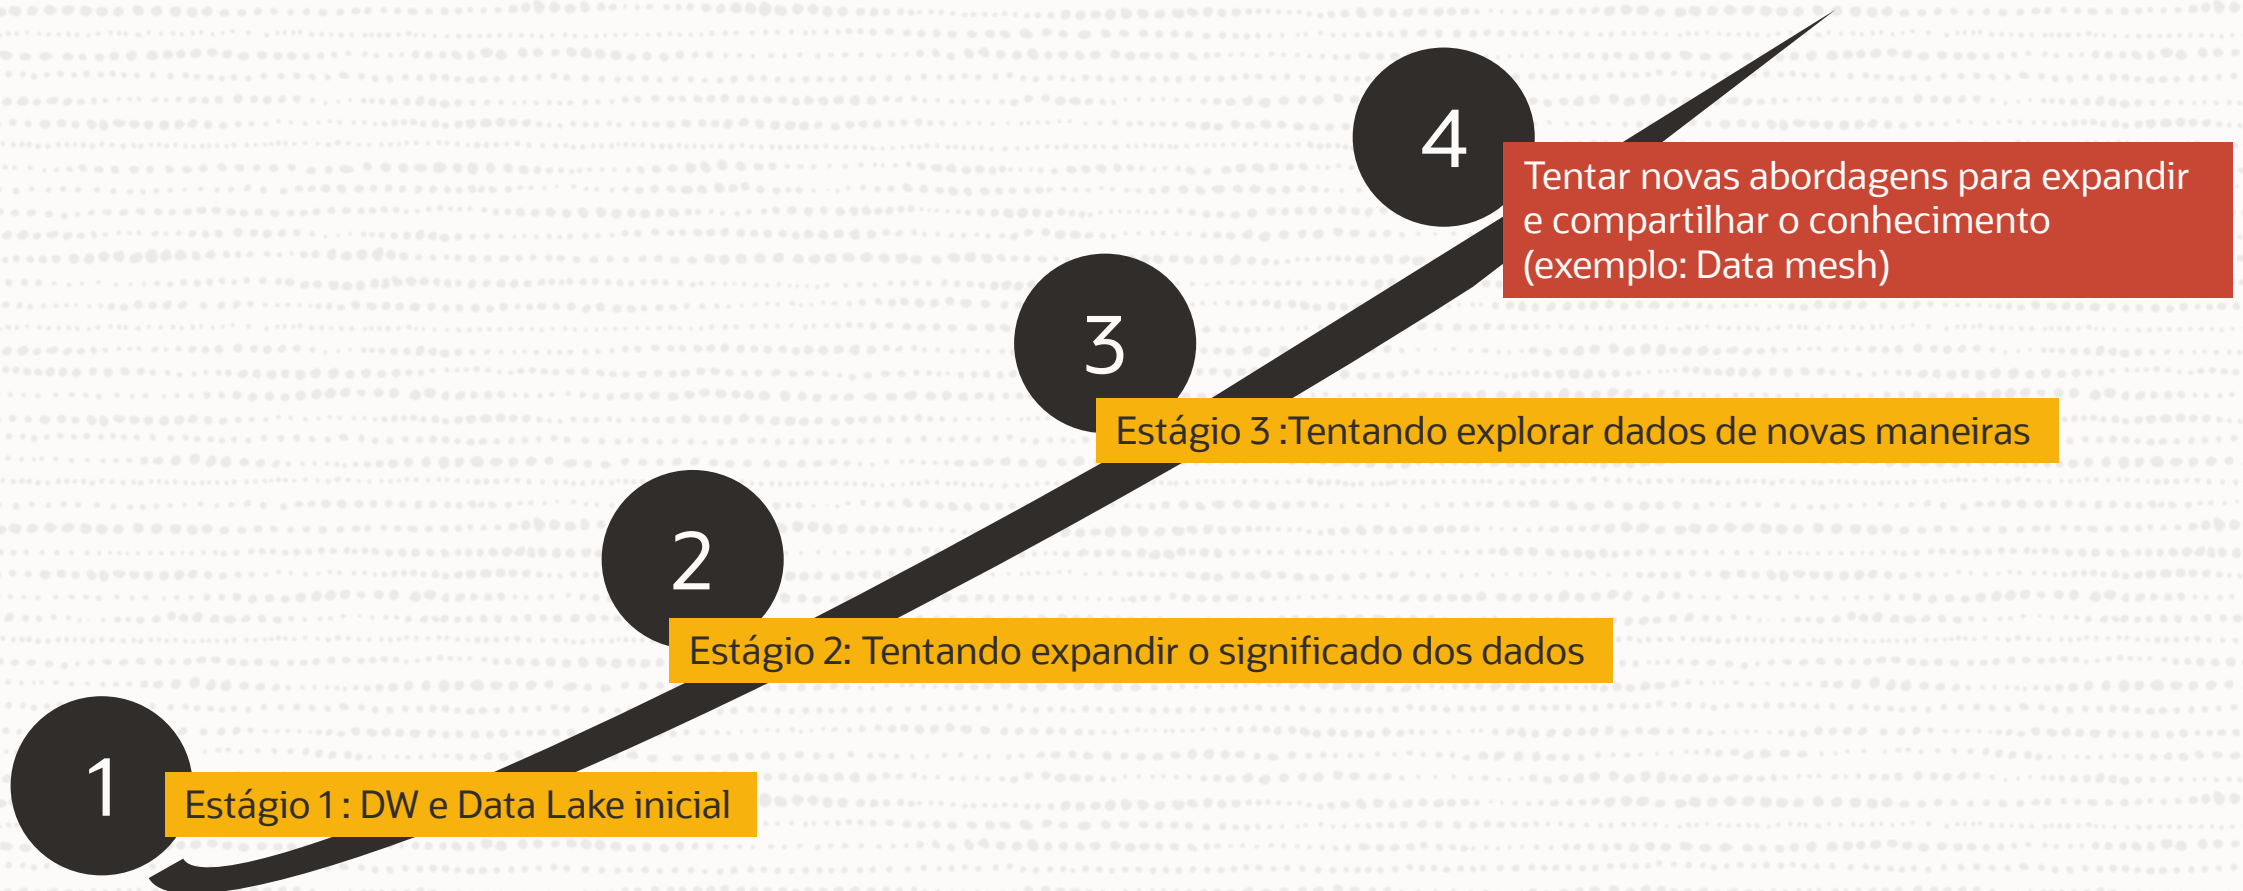 4
Tentar novas abordagens para expandir
e compartilhar o conhecimento
(exemplo: Data mesh)
3
Estágio 3 :Tentando explorar dados de novas maneiras
2
Estágio 2: Tentando expandir o significado dos dados
1
Estágio 1 : DW e Data Lake inicial